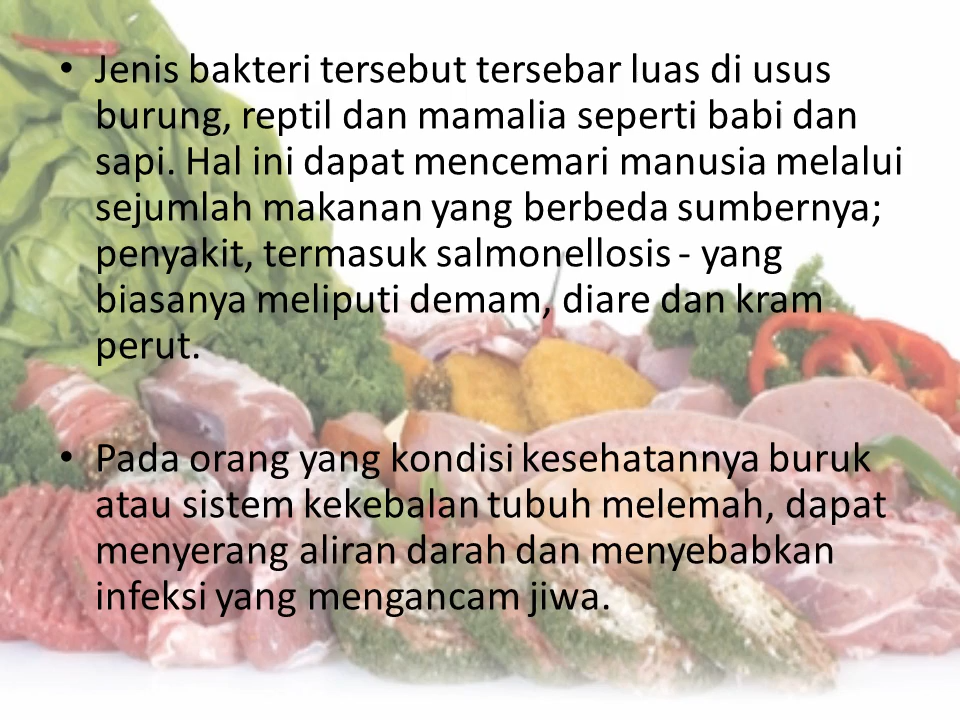 • Jenis bakteri tersebut tersebar luas di usus
burung, reptil dan mamalia seperti babi dan
sapi. Hal ini dapat mencemari manusia melalui
sejumlah makanan yang berbeda sumbernya;
penyakit, termasuk salmonellosis - yang
biasanya meliputi demam, diare dan kram
perut.
• Pada orang yang kondisi kesehatannya buruk
atau sistem kekebalan tubuh melemah, dapat
menyerang aliran darah dan menyebabkan
infeksi yang mengancam jiwa.